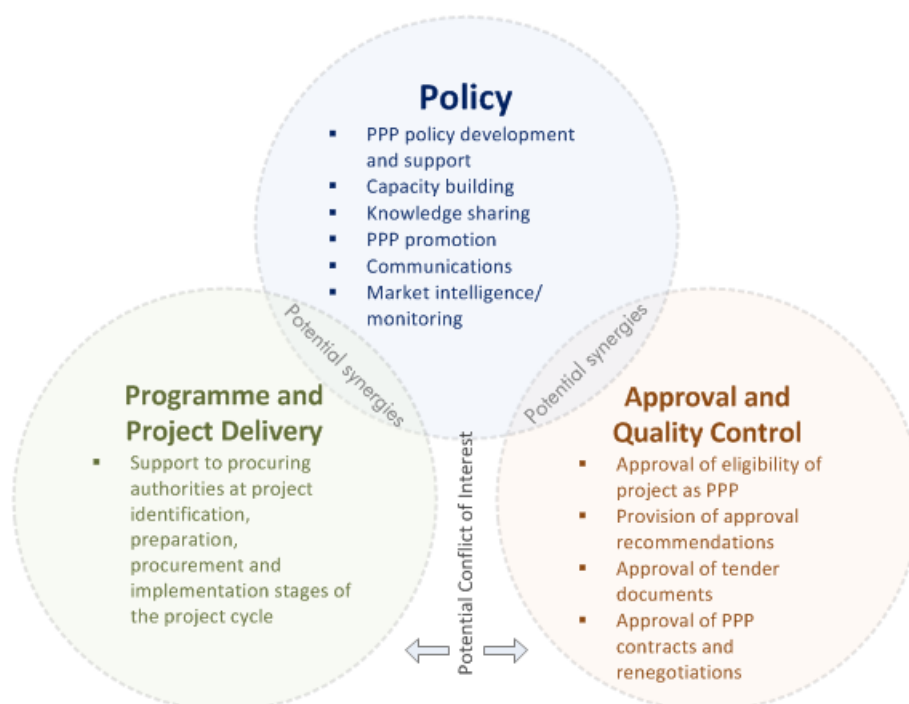 Policy
▪ PPP policy development
and support
▪ Capacity building
▪ Knowledge sharing
▪ PPP promotion
▪ Communications
▪ Market intelligence/
monitoring
Potential synergies
Potential synergies
Programme and
Project Delivery
▪ Support to procuring
authorities at project
identification,
preparation,
procurement and
implementation stages of
the project cycle
Potential Conflict of Interest
Approval and
Quality Control
▪ Approval of eligibility of
project as PPP
▪ Provision of approval
recommendations
▪ Approval of tender
documents
▪ Approval of PPP
contracts and
renegotiations